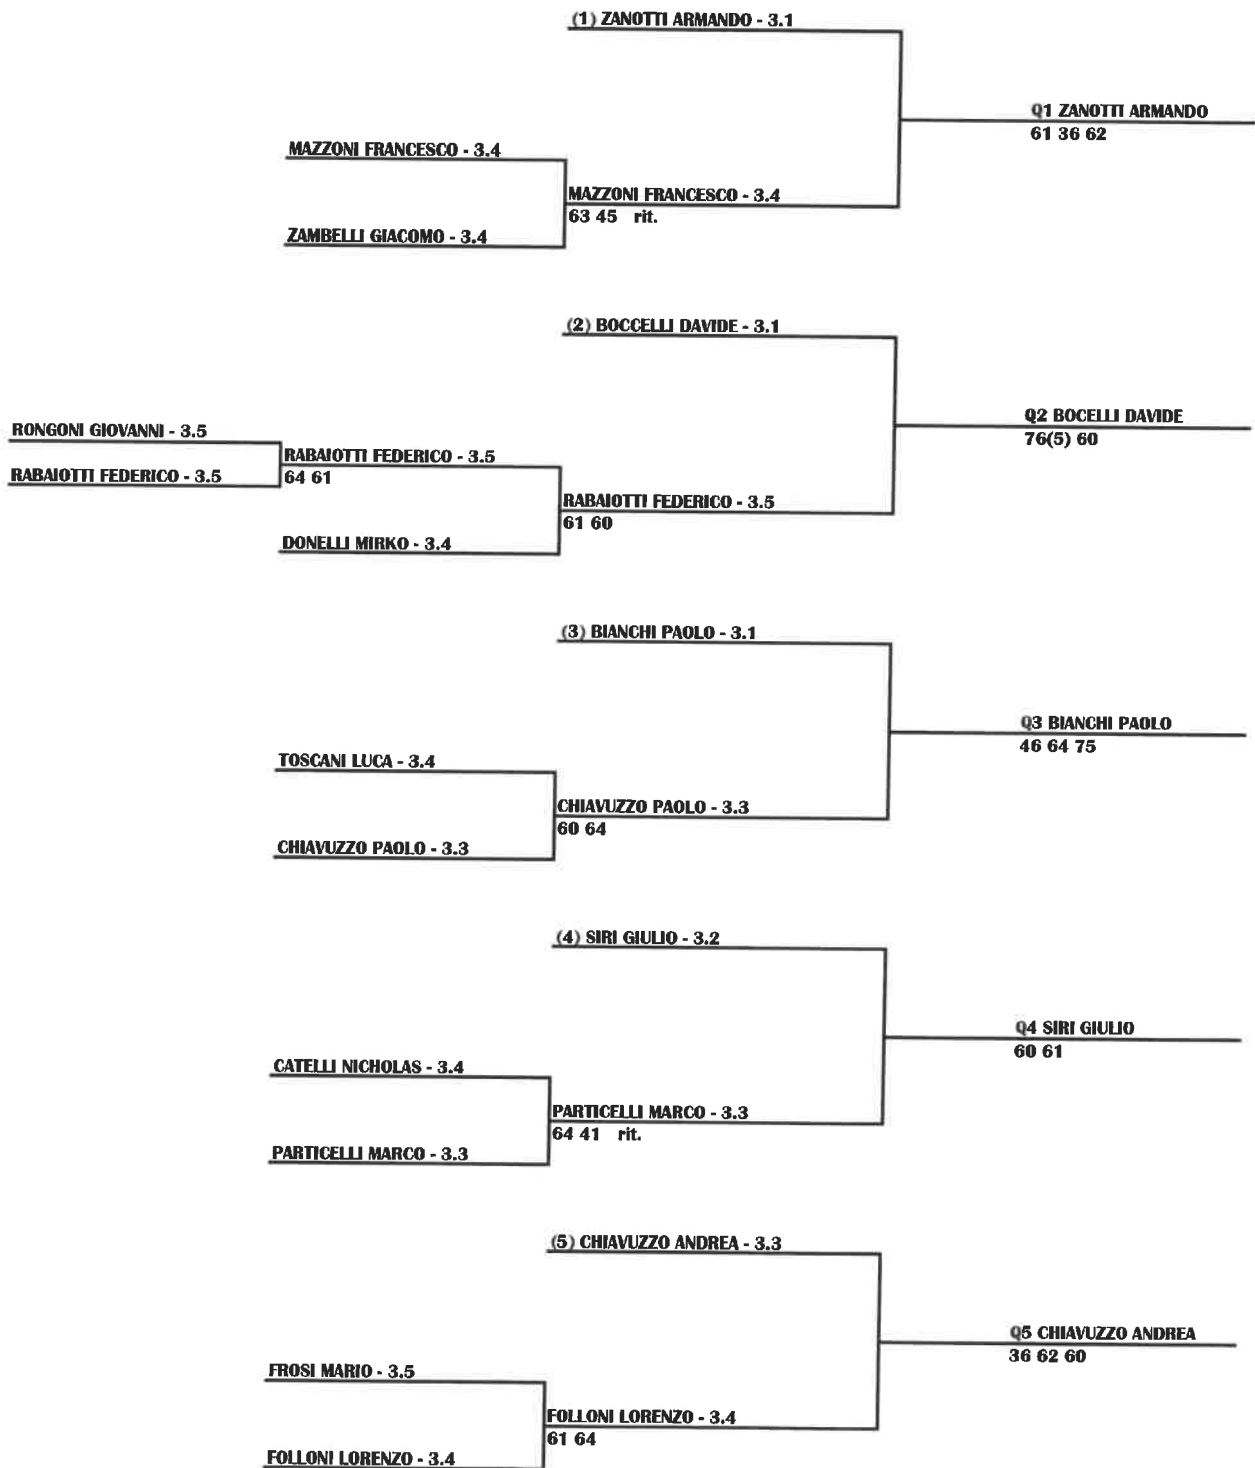 (1) ZANOTTI ARMANDO - 3.1
Q1 ZANOTTI ARMANDO
61 36 62
MAZZONI FRANCESCO - 3.4
MAZZONI FRANCESCO - 3.4
63 45 rit.
ZAMBELLI GIACOMO - 3.4
(2) BOCCELLI DAVIDE - 3.1
Q2 BOCELLI DAVIDE
76(5) 60
RONGONI GIOVANNI - 3.5
RABAIOTTI FEDERICO - 3.5
64 61
RABAIOTTI FEDERICO - 3.5
RABAIOTTI FEDERICO - 3.5
61 60
DONELLI MIRKO - 3.4
(3) BIANCHI PAOLO - 3.1
Q3 BIANCHI PAOLO
46 64 75
TOSCANI LUCA - 3.4
CHIAVUZZO PAOLO - 3.3
60 64
CHIAVUZZO PAOLO - 3.3
(4) SIRI GIULIO - 3.2
Q4 SIRI GIULIO
60 61
CATELLI NICHOLAS - 3.4
PARTICELLI MARCO - 3.3
64 41 rit.
PARTICELLI MARCO - 3.3
(5) CHIAVUZZO ANDREA - 3.3
Q5 CHIAVUZZO ANDREA
36 62 60
FROSI MARIO - 3.5
FOLLONI LORENZO - 3.4
61 64
FOLLONI LORENZO - 3.4